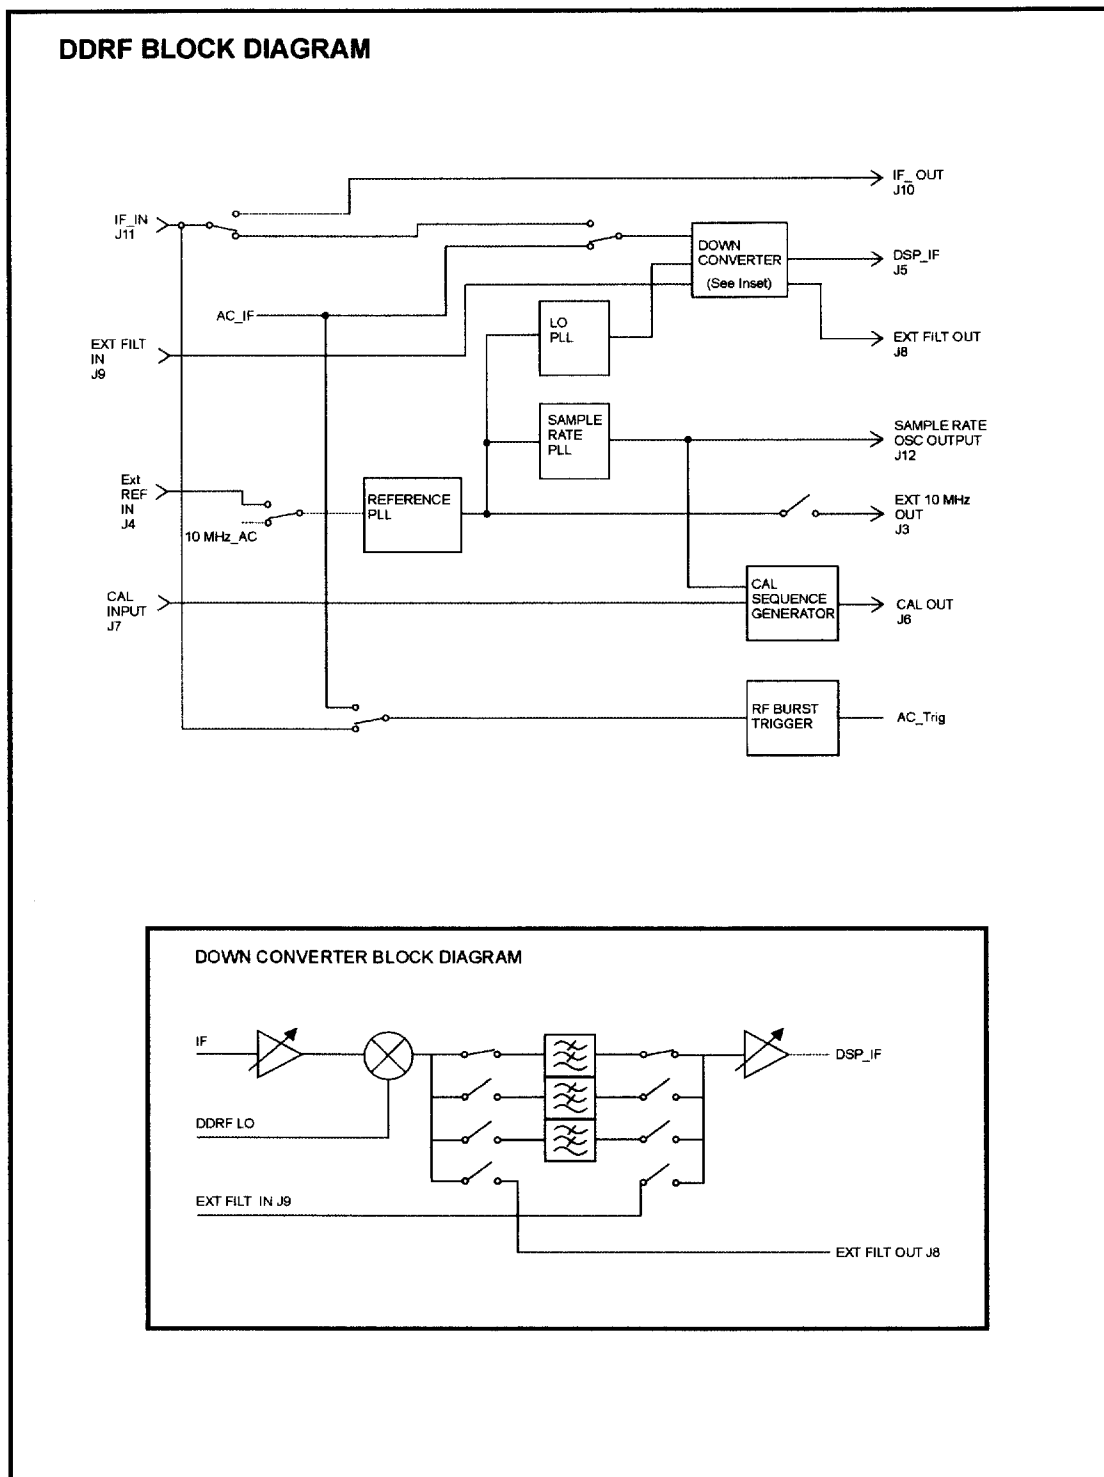 DDRF BLOCK DIAGRAM
IF_ OUT
J10
IF_IN
J11
DOWN
CONVERTER
(See Inset)
DSP_IF
J5
AC_IF
LO
PLL
EXT FILT
IN
J9
EXT FILT OUT
J8
SAMPLE
RATE
PLL
SAMPLE RATE
OSC OUTPUT
J12
Ext
REF
IN
J4
10 MHz_AC
REFERENCE
PLL
EXT 10 MHz
OUT
J3
CAL
INPUT
J7
CAL
SEQUENCE
GENERATOR
CAL OUT
J6
RF BURST
TRIGGER
AC_Trig
DOWN CONVERTER BLOCK DIAGRAM
IF
DSP_IF
DDRF LO
EXT FILT IN J9
EXT FILT OUT J8